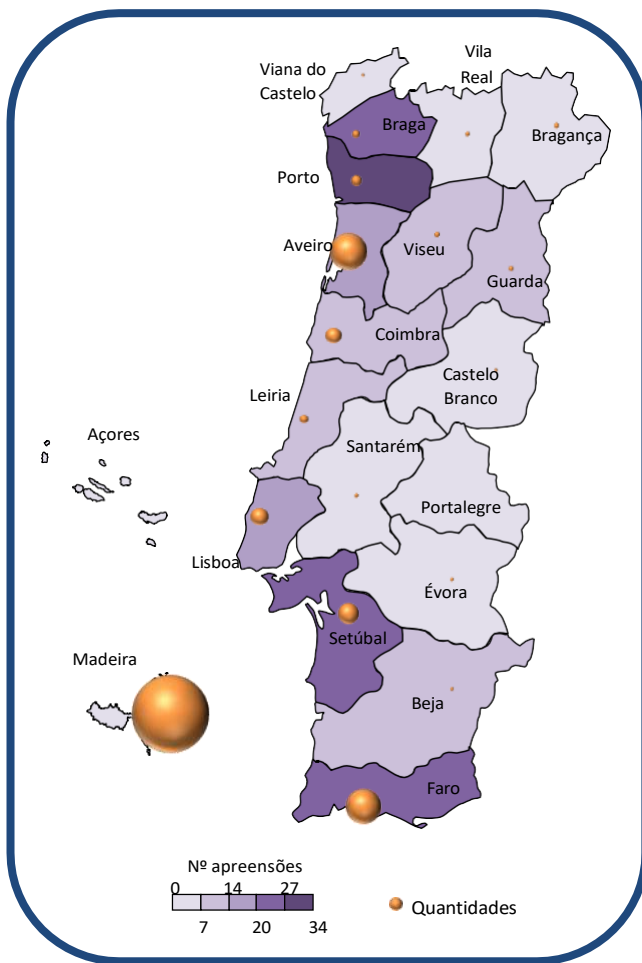 Viana do
Castelo
Vila
Real
Braga
Bragança
Porto
Aveiro
Viseu
Guarda
Coimbra
Castelo
Branco
Leiria
Açores
Santarém
Portalegre
Lisboa
Évora
Setúbal
Madeira
Beja
Faro
Nº apreensões
0 14 27
7 20 34
Quantidades